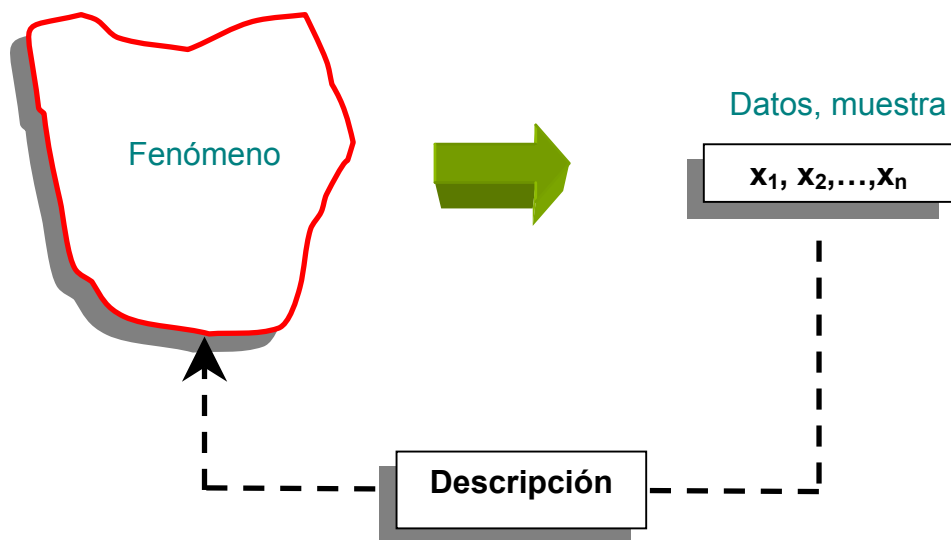 Datos, muestra
Fenómeno
x₁, x₂,...,xₙ
Descripción